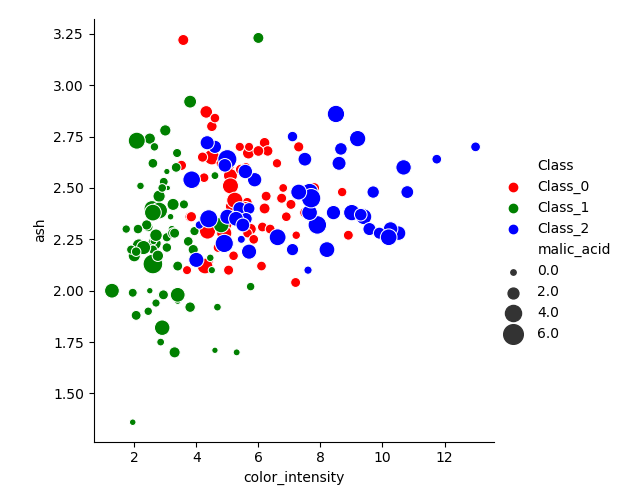 3.25
3.00
2.75
2.50
2.25
2.00
1.75
1.50
ash
2 4 6 8 10 12
color_intensity
Class
Class_0
Class_1
Class_2
malic_acid
0.0
2.0
4.0
6.0